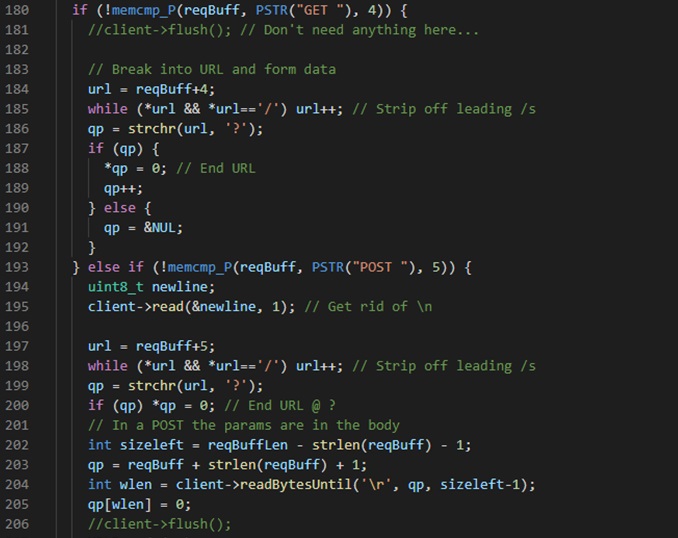 180 if (!memcmp_P(reqBuff, PSTR("GET "), 4)) {
181 //client->flush(); // Don't need anything here...
182
183 // Break into URL and form data
184 url = reqBuff+4;
185 while (*url && *url=='/') url++; // Strip off leading /s
186 qp = strchr(url, '?');
187 if (qp) {
188 *qp = 0; // End URL
189 qp++;
190 } else {
191 qp = &NUL;
192 }
193 } else if (!memcmp_P(reqBuff, PSTR("POST "), 5)) {
194 uint8_t newline;
195 client->read(&newline, 1); // Get rid of \n
196
197 url = reqBuff+5;
198 while (*url && *url=='/') url++; // Strip off leading /s
199 qp = strchr(url, '?');
200 if (qp) *qp = 0; // End URL @ ?
201 // In a POST the params are in the body
202 int sizeleft = reqBuffLen - strlen(reqBuff) - 1;
203 qp = reqBuff + strlen(reqBuff) + 1;
204 int wlen = client->readBytesUntil('\r', qp, sizeleft-1);
205 qp[wlen] = 0;
206 //client->flush();